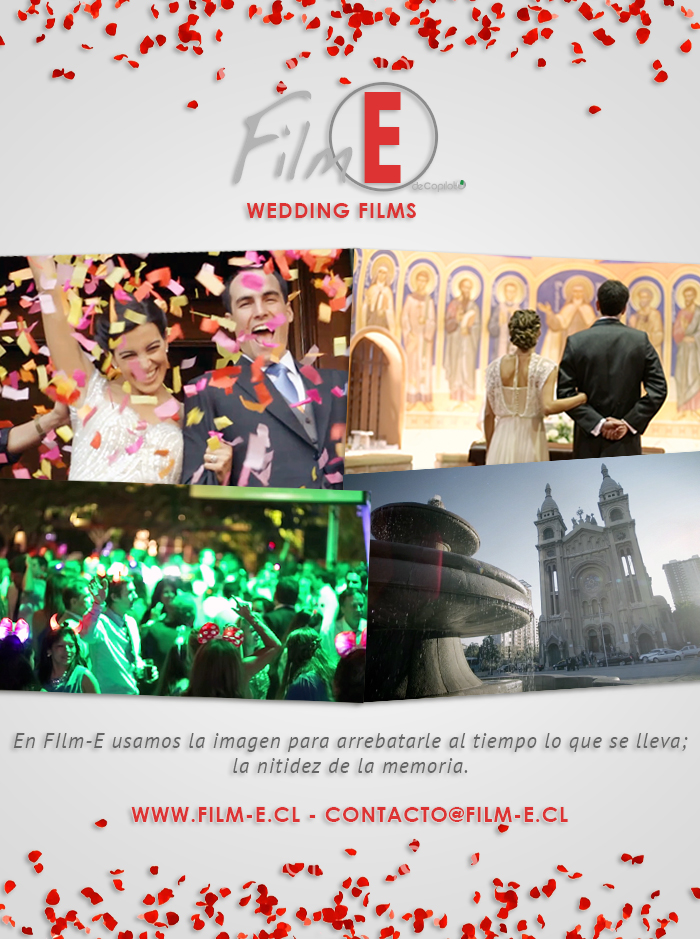 Film E
deCopiollo
WEDDING FILMS
En FIlm-E usamos la imagen para arrebatarle al tiempo lo que se lleva;
la nitidez de la memoria.
WWW.FILM-E.CL - CONTACTO@FILM-E.CL